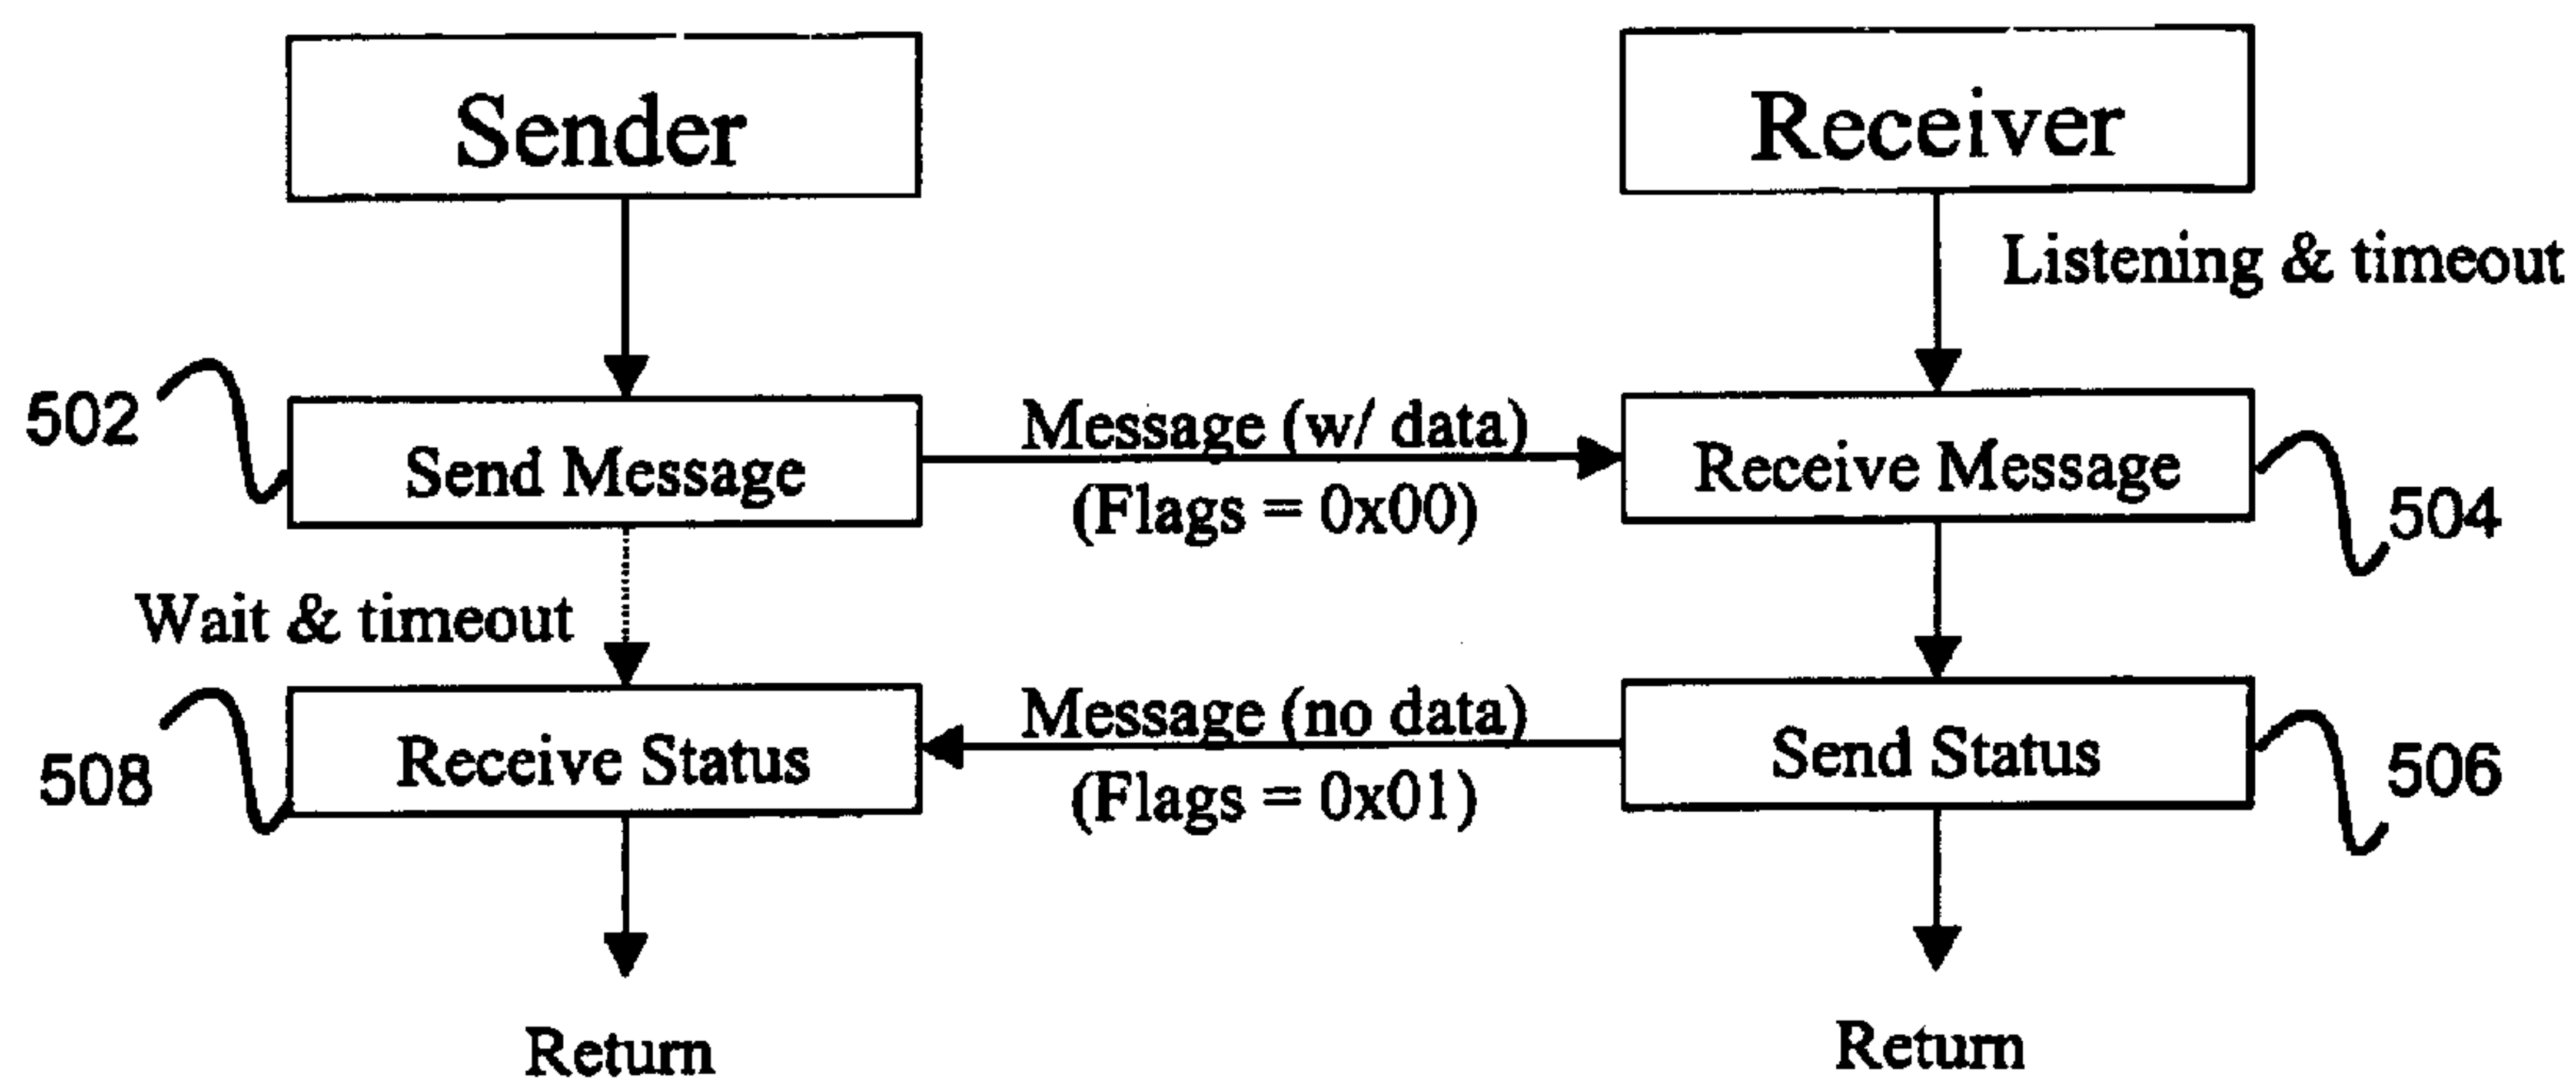 Sender
Receiver
Listening & timeout
502
Send Message
Message (w/ data)
(Flags = 0x00)
Receive Message
504
Wait & timeout
508
Receive Status
Message (no data)
(Flags = 0x01)
Send Status
506
Return
Return